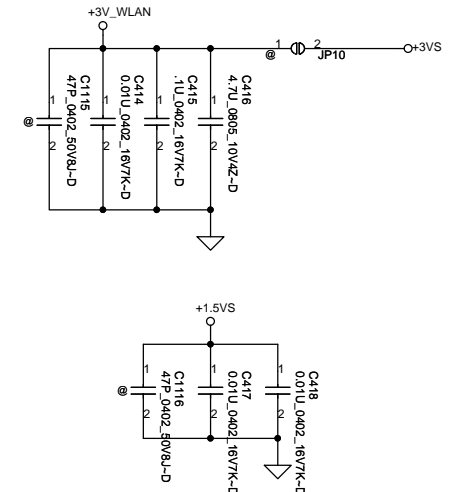 +3V_WLAN
1
2
@
JP10
+3VS
1
2
@
C1115
47P_0402_50V8J~D
1
2
C414
0.01U_0402_16V7K~D
1
2
C415
.1U_0402_16V7K~D
1
2
C416
4.7U_0805_10V4Z~D
+1.5VS
1
2
@
C1116
47P_0402_50V8J~D
1
2
C417
0.01U_0402_16V7K~D
1
2
C418
0.01U_0402_16V7K~D